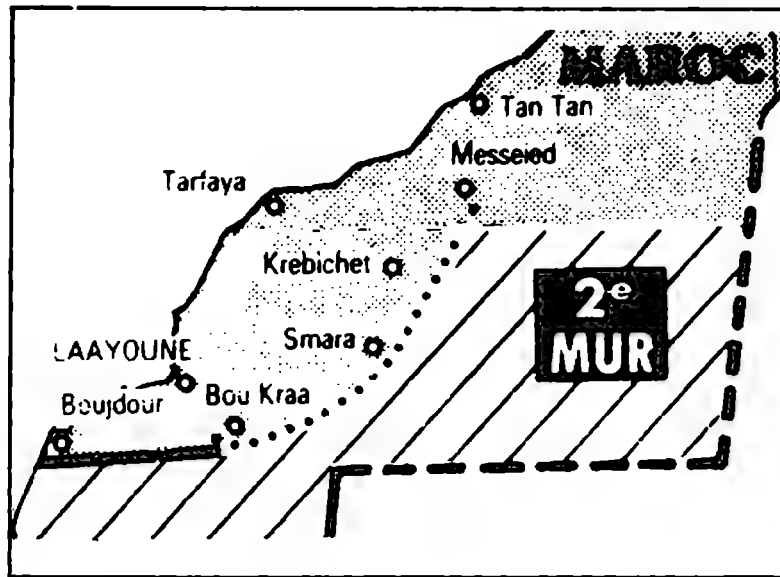 MAROC
Tan Tan
Messeied
Tarfaya
Krebichet
2e
MUR
Smara
LAAYOUNE
Bou Kraa
Boujdour